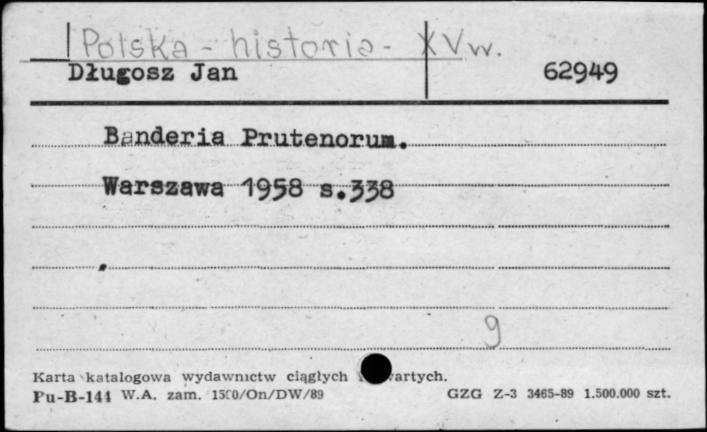 Polska - historia - XV w.
Długosz Jan 62949
Banderia Prutenorum.
Warszawa 1958 s.338
9
Karta katalogowa wydawnictw ciągłych wartych.
Pu-B-144 W.A. zam. 1500/On/DW/89 GZG Z-3 3465-89 1.500.000 szt.